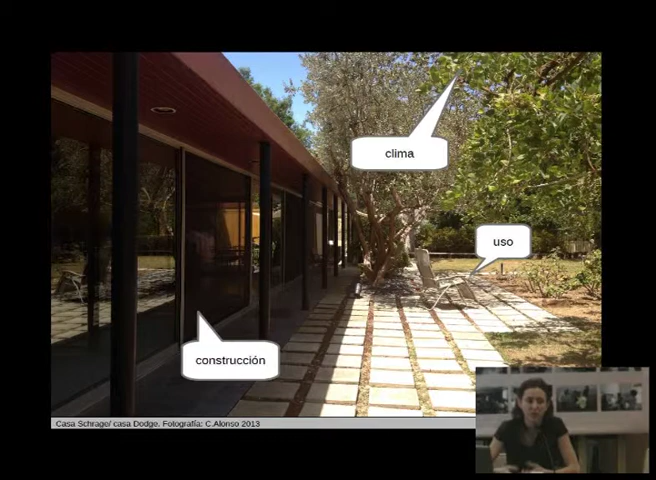 clima
uso
construcción
Casa Schrage/ casa Dodge. Fotografía: C.Alonso 2013